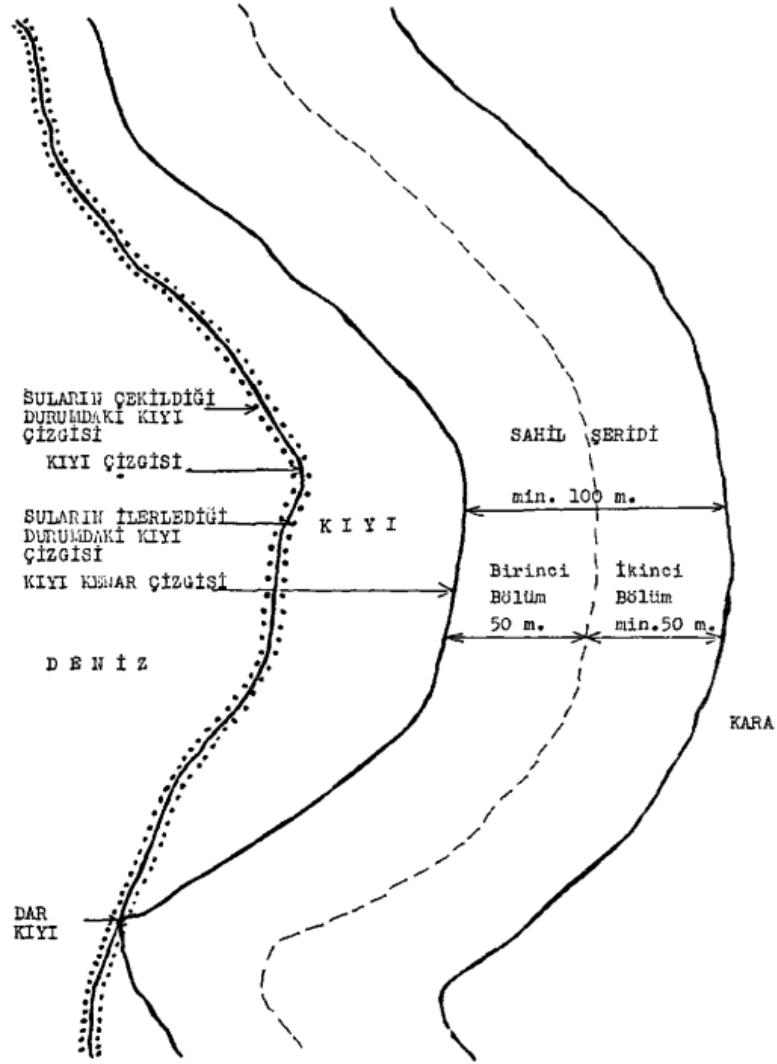 SULARIN ÇEKİLDİĞİ
DURUMDAKİ KIYI
ÇİZGİSİ
KIYI ÇİZGİSİ
SULARIN İLERLEDİĞİ
DURUMDAKİ KIYI
ÇİZGİSİ
KIYI KENAR ÇİZGİSİ
KIYI
DENİZ
SAHİL ŞERİDİ
min. 100 m.
Birinci
Bölüm
50 m.
İkinci
Bölüm
min.50 m.
KARA
DAR
KIYI